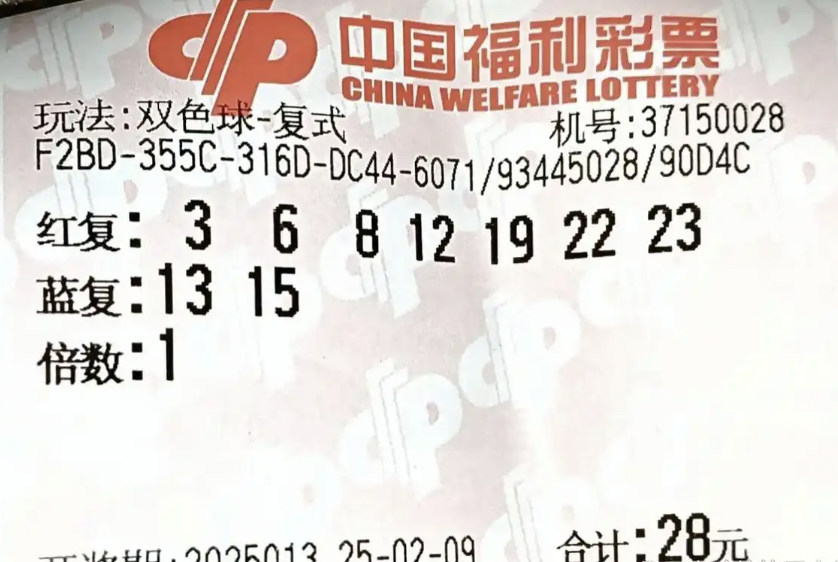 中国福利彩票
CHINA WELFARE LOTTERY
玩法:双色球-复式 机号:37150028
F2BD-355C-316D-DC44-6071/93445028/90D4C
红复: 3 6 8 12 19 22 23
蓝复:13 15
倍数:1
开奖期:2025013 25-02-09 合计:28元